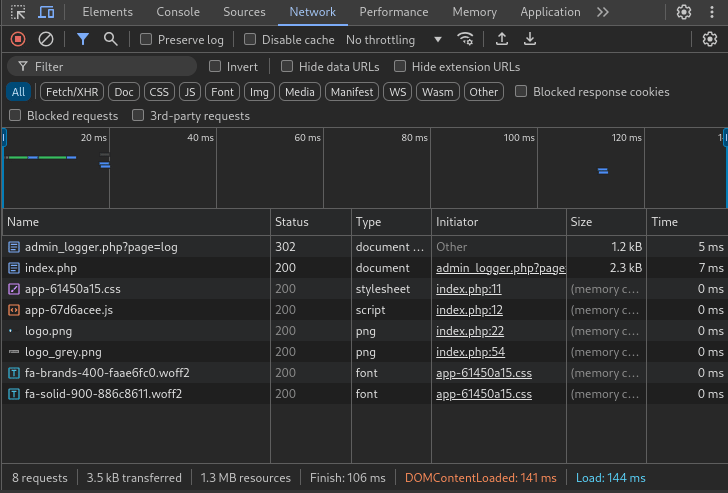 Elements Console Sources Network Performance Memory Application
Preserve log Disable cache No throttling
Filter Invert Hide data URLs Hide extension URLs
All Fetch/XHR Doc CSS JS Font Img Media Manifest WS Wasm Other Blocked response cookies
Blocked requests 3rd-party requests
20 ms 40 ms 60 ms 80 ms 100 ms 120 ms
Name Status Type Initiator Size Time
admin_logger.php?page=log 302 document ... Other 1.2 kB 5 ms
index.php 200 document admin_logger.php?page 2.3 kB 7 ms
app-61450a15.css 200 stylesheet index.php:11 (memory c... 0 ms
app-67d6acee.js 200 script index.php:12 (memory c... 0 ms
logo.png 200 png index.php:22 (memory c... 0 ms
logo_grey.png 200 png index.php:54 (memory c... 0 ms
fa-brands-400-faae6fc0.woff2 200 font app-61450a15.css (memory c... 0 ms
fa-solid-900-886c8611.woff2 200 font app-61450a15.css (memory c... 0 ms
8 requests 3.5 kB transferred 1.3 MB resources Finish: 106 ms DOMContentLoaded: 141 ms Load: 144 ms